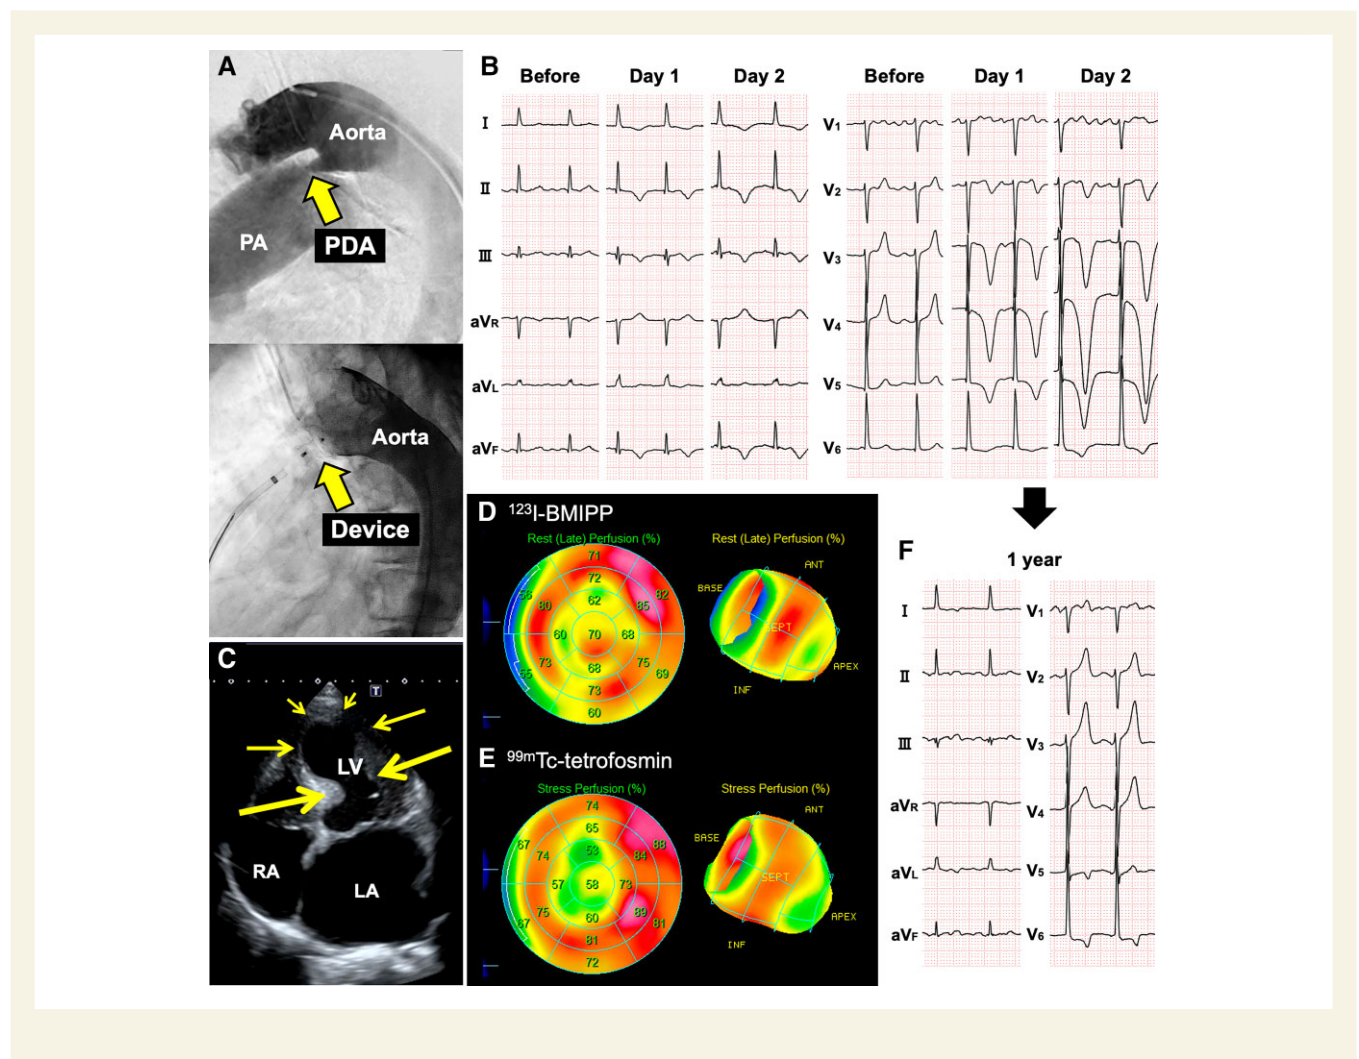 A
Aorta
PA
PDA
Aorta
Device
B
Before Day 1 Day 2
I
II
III
aVR
aVL
aVF
Before Day 1 Day 2
V1
V2
V3
V4
V5
V6
C
T
LV
RA
LA
D 123I-BMIPP
Rest (Late) Perfusion (%)
71
72
62
80
82
85
60
70
68
55
73
75
69
68
73
60
Rest (Late) Perfusion (%)
ANT
BASE
SEPT
APEX
INF
E 99mTc-tetrofosmin
Stress Perfusion (%)
74
65
53
67
74
84
88
57
58
73
75
89
67
60
81
81
72
Stress Perfusion (%)
ANT
BASE
SEPT
APEX
INF
F
1 year
I
II
III
aVR
aVL
aVF
V1
V2
V3
V4
V5
V6